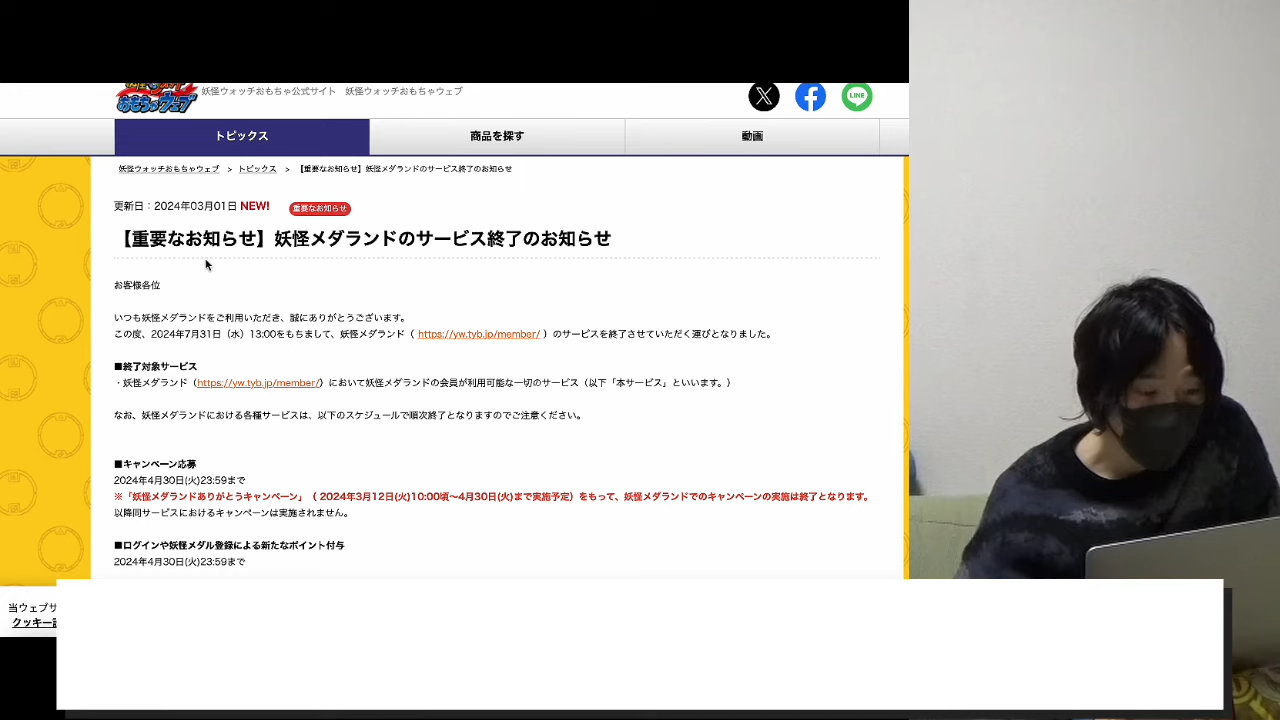 おもちゃウェブ
妖怪ウォッチおもちゃ公式サイト 妖怪ウォッチおもちゃウェブ
LINE
トピックス
商品を探す
動画
妖怪ウォッチおもちゃウェブ > トピックス > 【重要なお知らせ】妖怪メダランドのサービス終了のお知らせ
更新日:2024年03月01日 NEW! 重要なお知らせ
【重要なお知らせ】妖怪メダランドのサービス終了のお知らせ
お客様各位
いつも妖怪メダランドをご利用いただき、誠にありがとうございます。
この度、2024年7月31日（水）13:00をもちまして、妖怪メダランド（ https://yw.tyb.jp/member/ ）のサービスを終了させていただく運びとなりました。
■終了対象サービス
・妖怪メダランド（https://yw.tyb.jp/member/）において妖怪メダランドの会員が利用可能な一切のサービス（以下「本サービス」といいます。）
なお、妖怪メダランドにおける各種サービスは、以下のスケジュールで順次終了となりますのでご注意ください。
■キャンペーン応募
2024年4月30日(火)23:59まで
※「妖怪メダランドありがとうキャンペーン」（ 2024年3月12日(火)10:00頃〜4月30日(火)まで実施予定）をもって、妖怪メダランドでのキャンペーンの実施は終了となります。
以降同サービスにおけるキャンペーンは実施されません。
■ログインや妖怪メダル登録による新たなポイント付与
2024年4月30日(火)23:59まで
当ウェブサ
クッキー